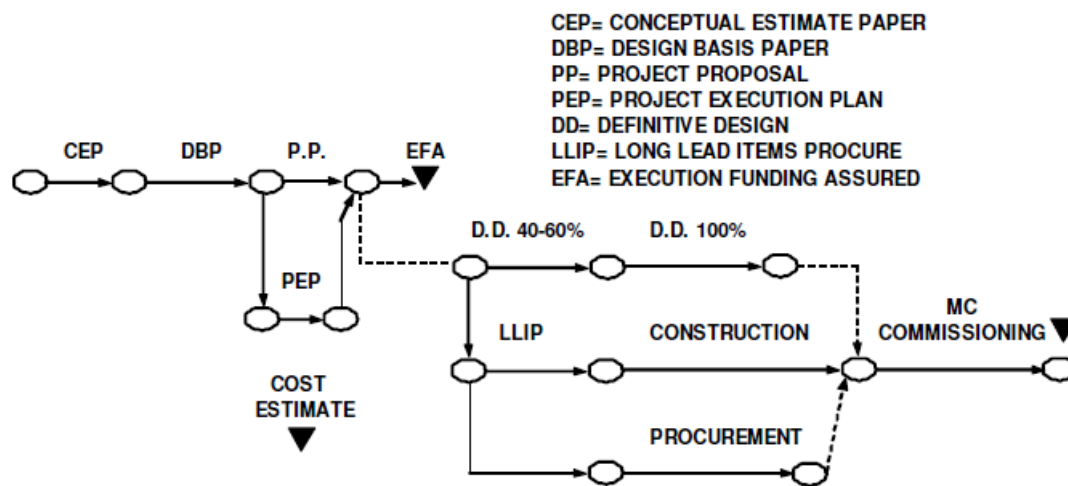 CEP= CONCEPTUAL ESTIMATE PAPER
DBP= DESIGN BASIS PAPER
PP= PROJECT PROPOSAL
PEP= PROJECT EXECUTION PLAN
DD= DEFINITIVE DESIGN
LLIP= LONG LEAD ITEMS PROCURE
EFA= EXECUTION FUNDING ASSURED
CEP DBP P.P. EFA
D.D. 40-60% D.D. 100%
PEP
LLIP CONSTRUCTION
MC
COMMISSIONING
COST
ESTIMATE
PROCUREMENT